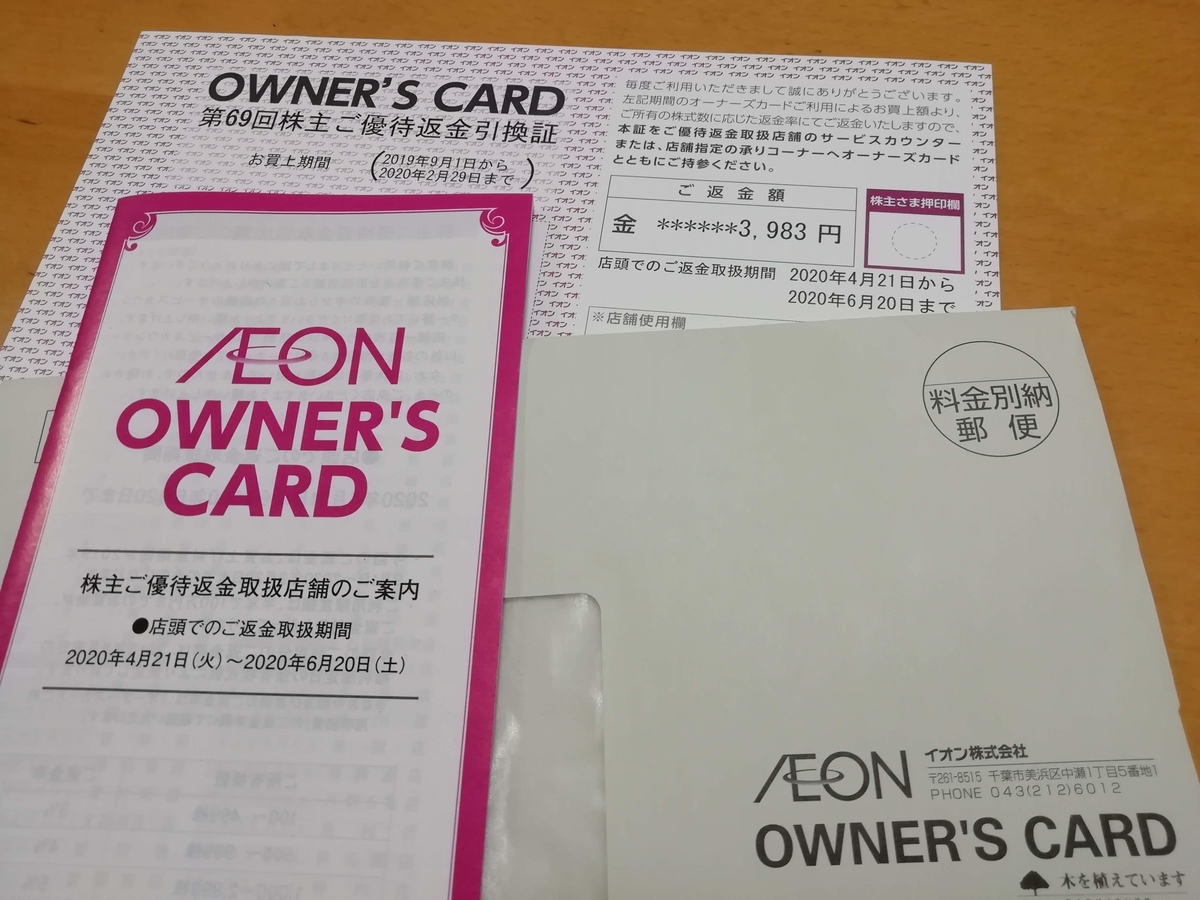 OWNER'S CARD
第69回株主ご優待返金引換証
お買上期間
(2019年9月1日から
2020年2月29日まで)
毎度ご利用いただきまして誠にありがとうございます。
左記期間のオーナーズカードご利用によるお買上額より、
ご所有の株式数に応じた返金率にてご返金いたしますので、
本証をご優待返金取扱店舗のサービスカウンター
または、店舗指定の承りコーナーへオーナーズカード
とともにご持参ください。
ご返金額
金 ******3,983 円
株主さま押印欄
店頭でのご返金取扱期間 2020年4月21日から
2020年6月20日まで
※店舗使用欄
ÆON
OWNER'S
CARD
株主ご優待返金取扱店舗のご案内
●店頭でのご返金取扱期間
2020年4月21日(火)~2020年6月20日(土)
料金別納
郵便
ÆON
イオン株式会社
〒261-8515 千葉市美浜区中瀬1丁目5番地1
PHONE 043(212)6012
OWNER'S CARD
木を植えています